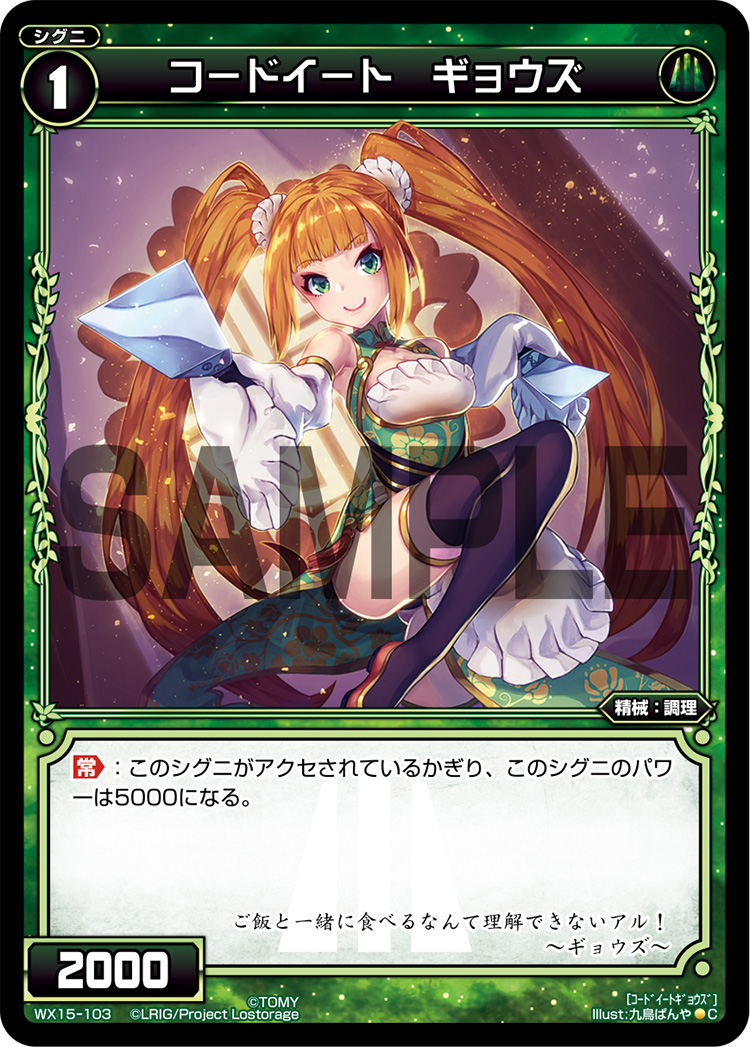 シグニ
1
コードイート ギョウズ
SAMPLE
精械：調理
常：このシグニがアクセされているかぎり、このシグニのパワ
ーは5000になる。
ご飯と一緒に食べるなんて理解できないアル！
～ギョウズ～
2000
WX15-103 ©LRIG/Project Lostorage
©TOMY
[ｺｰﾄﾞｲｰﾄｷﾞｮｳｽﾞ]
Illust:九鳥ぱんや C